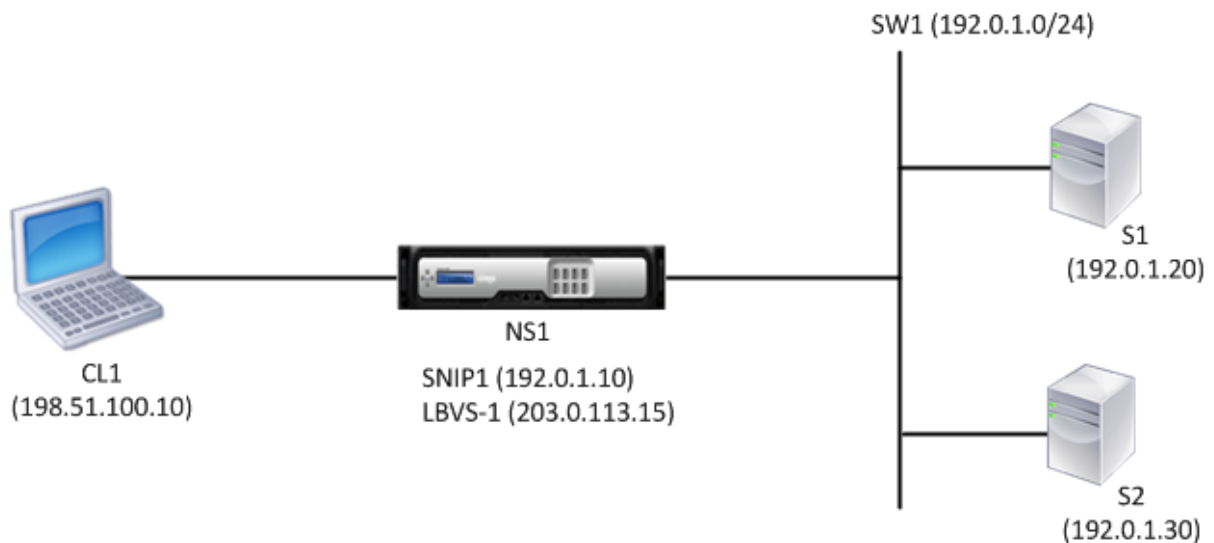 SW1 (192.0.1.0/24)
S1
(192.0.1.20)
NS1
SNIP1 (192.0.1.10)
LBVS-1 (203.0.113.15)
CL1
(198.51.100.10)
S2
(192.0.1.30)